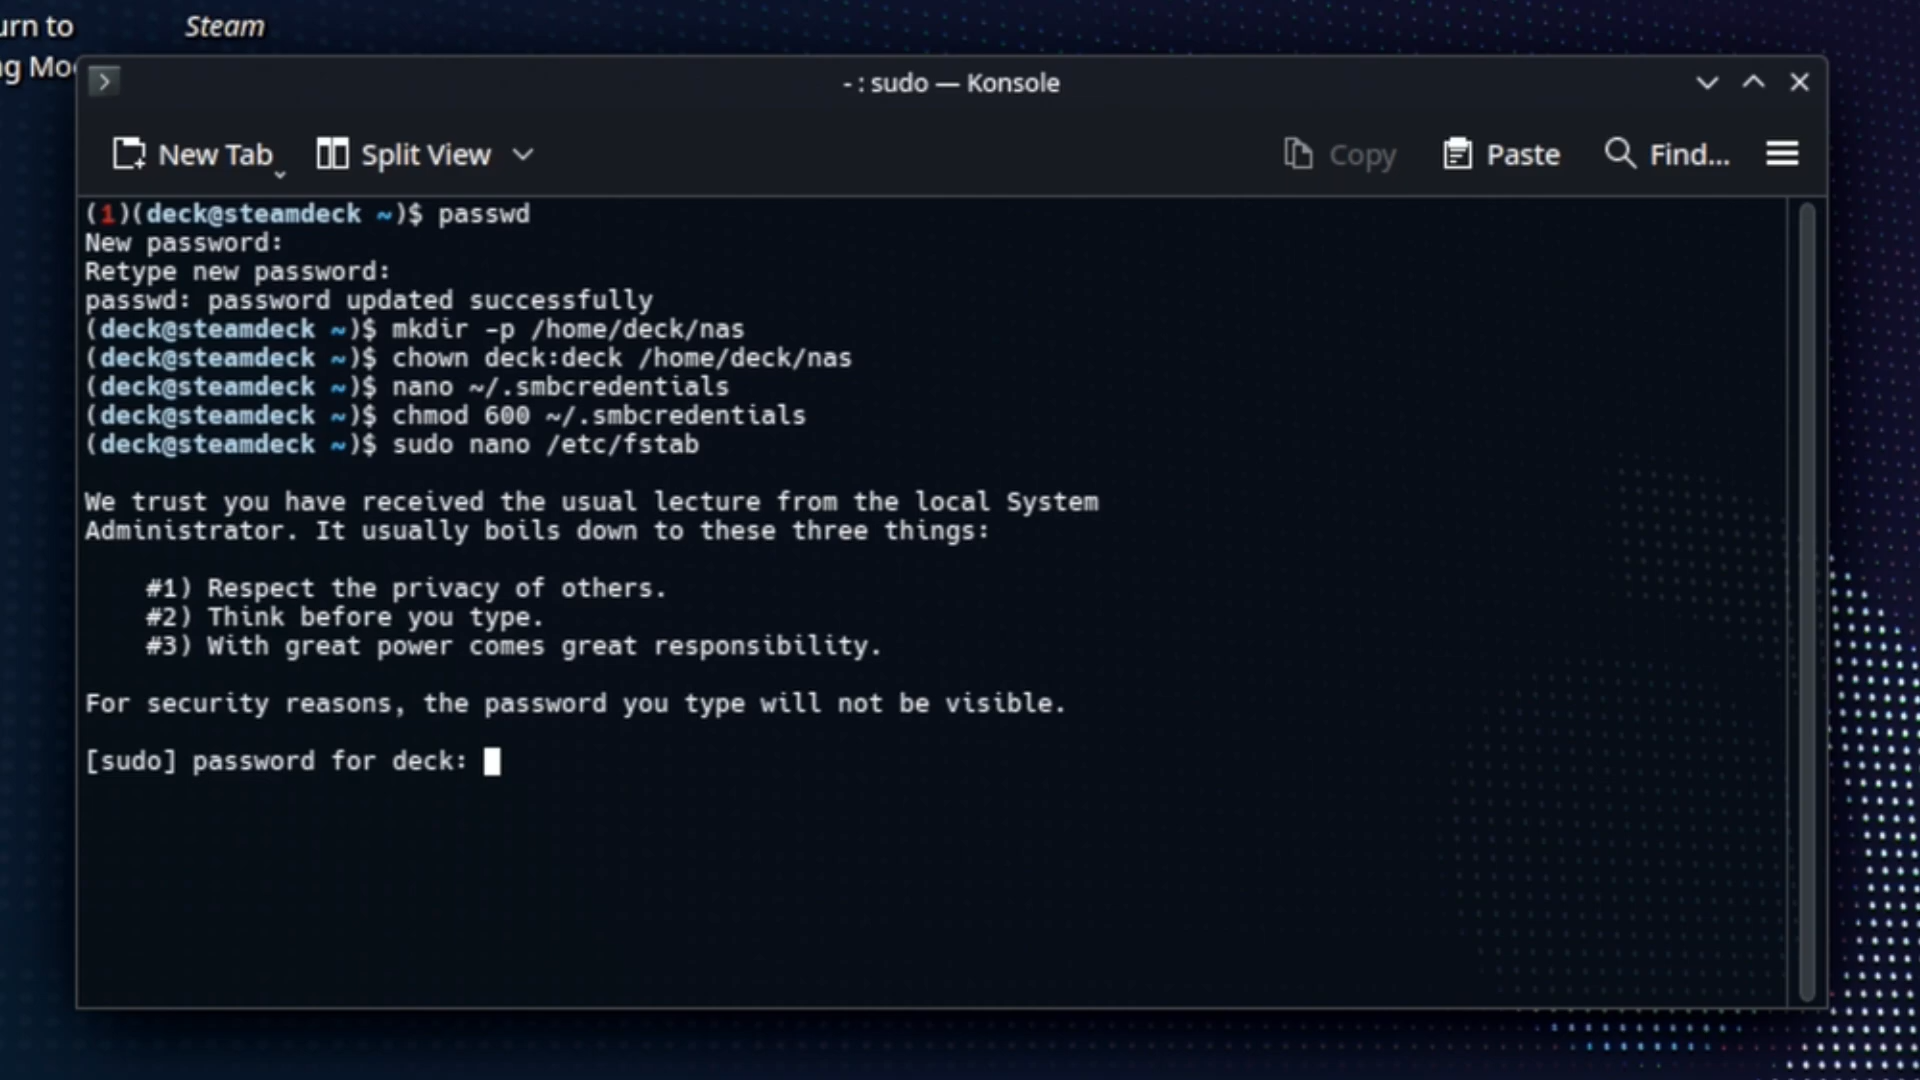 urn to
ng Mo
Steam
- : sudo — Konsole
New Tab
Split View
Copy
Paste
Find...
(1)(deck@steamdeck ~)$ passwd
New password:
Retype new password:
passwd: password updated successfully
(deck@steamdeck ~)$ mkdir -p /home/deck/nas
(deck@steamdeck ~)$ chown deck:deck /home/deck/nas
(deck@steamdeck ~)$ nano ~/.smbcredentials
(deck@steamdeck ~)$ chmod 600 ~/.smbcredentials
(deck@steamdeck ~)$ sudo nano /etc/fstab
We trust you have received the usual lecture from the local System
Administrator. It usually boils down to these three things:
#1) Respect the privacy of others.
#2) Think before you type.
#3) With great power comes great responsibility.
For security reasons, the password you type will not be visible.
[sudo] password for deck: